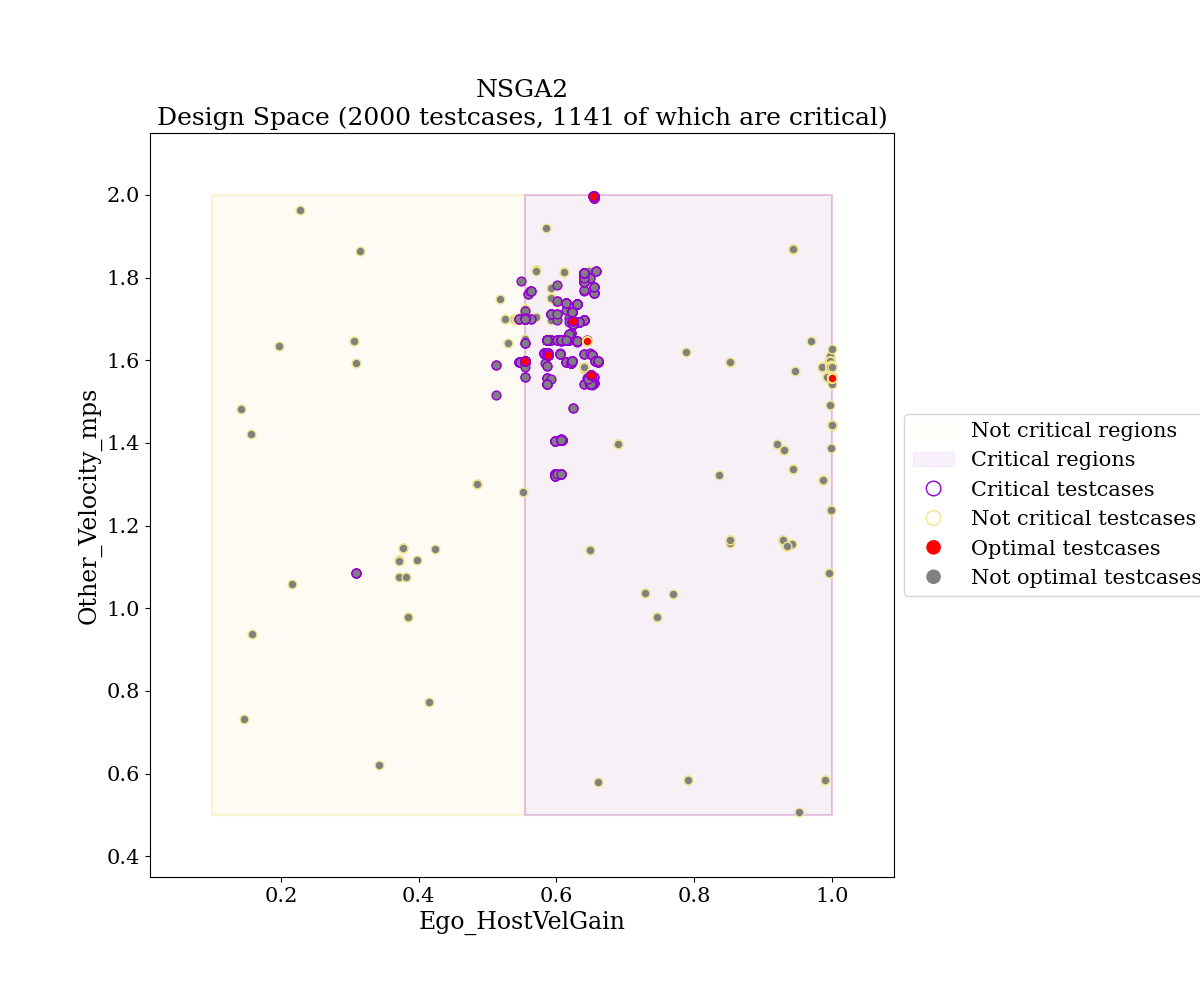 NSGA2
Design Space (2000 testcases, 1141 of which are critical)
2.0
1.8
1.6
1.4
1.2
1.0
0.8
0.6
0.4
Other_Velocity_mps
0.2
0.4
0.6
0.8
1.0
Ego_HostVelGain
Not critical regions
Critical regions
Critical testcases
Not critical testcases
Optimal testcases
Not optimal testcases